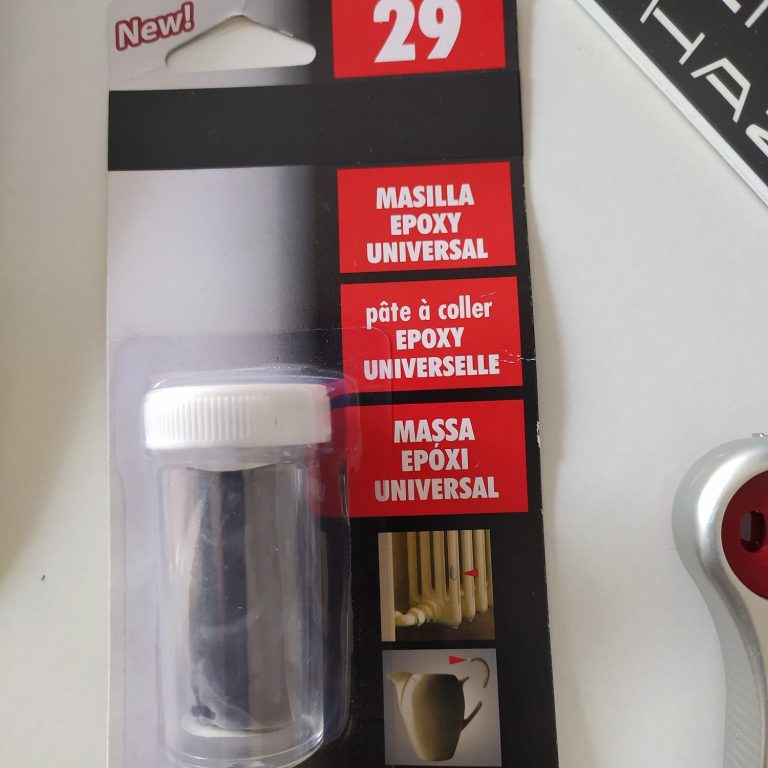 New!
29
MASILLA
EPOXY
UNIVERSAL
pâte à coller
EPOXY
UNIVERSELLE
MASSA
EPÓXI
UNIVERSAL